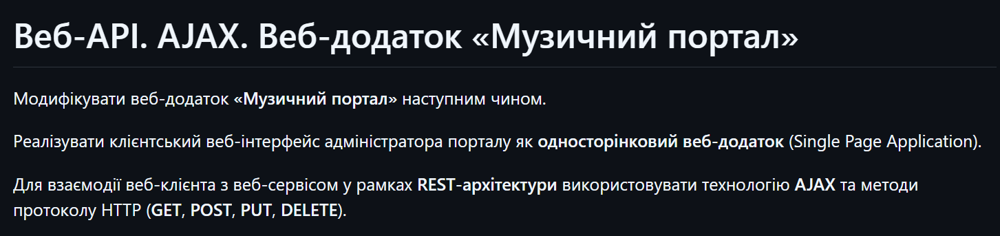 Веб-API. AJAX. Веб-додаток «Музичний портал»
Модифікувати веб-додаток «Музичний портал» наступним чином.
Реалізувати клієнтський веб-інтерфейс адміністратора порталу як односторінковий веб-додаток (Single Page Application).
Для взаємодії веб-клієнта з веб-сервісом у рамках REST-архітектури використовувати технологію AJAX та методи
протоколу HTTP (GET, POST, PUT, DELETE).